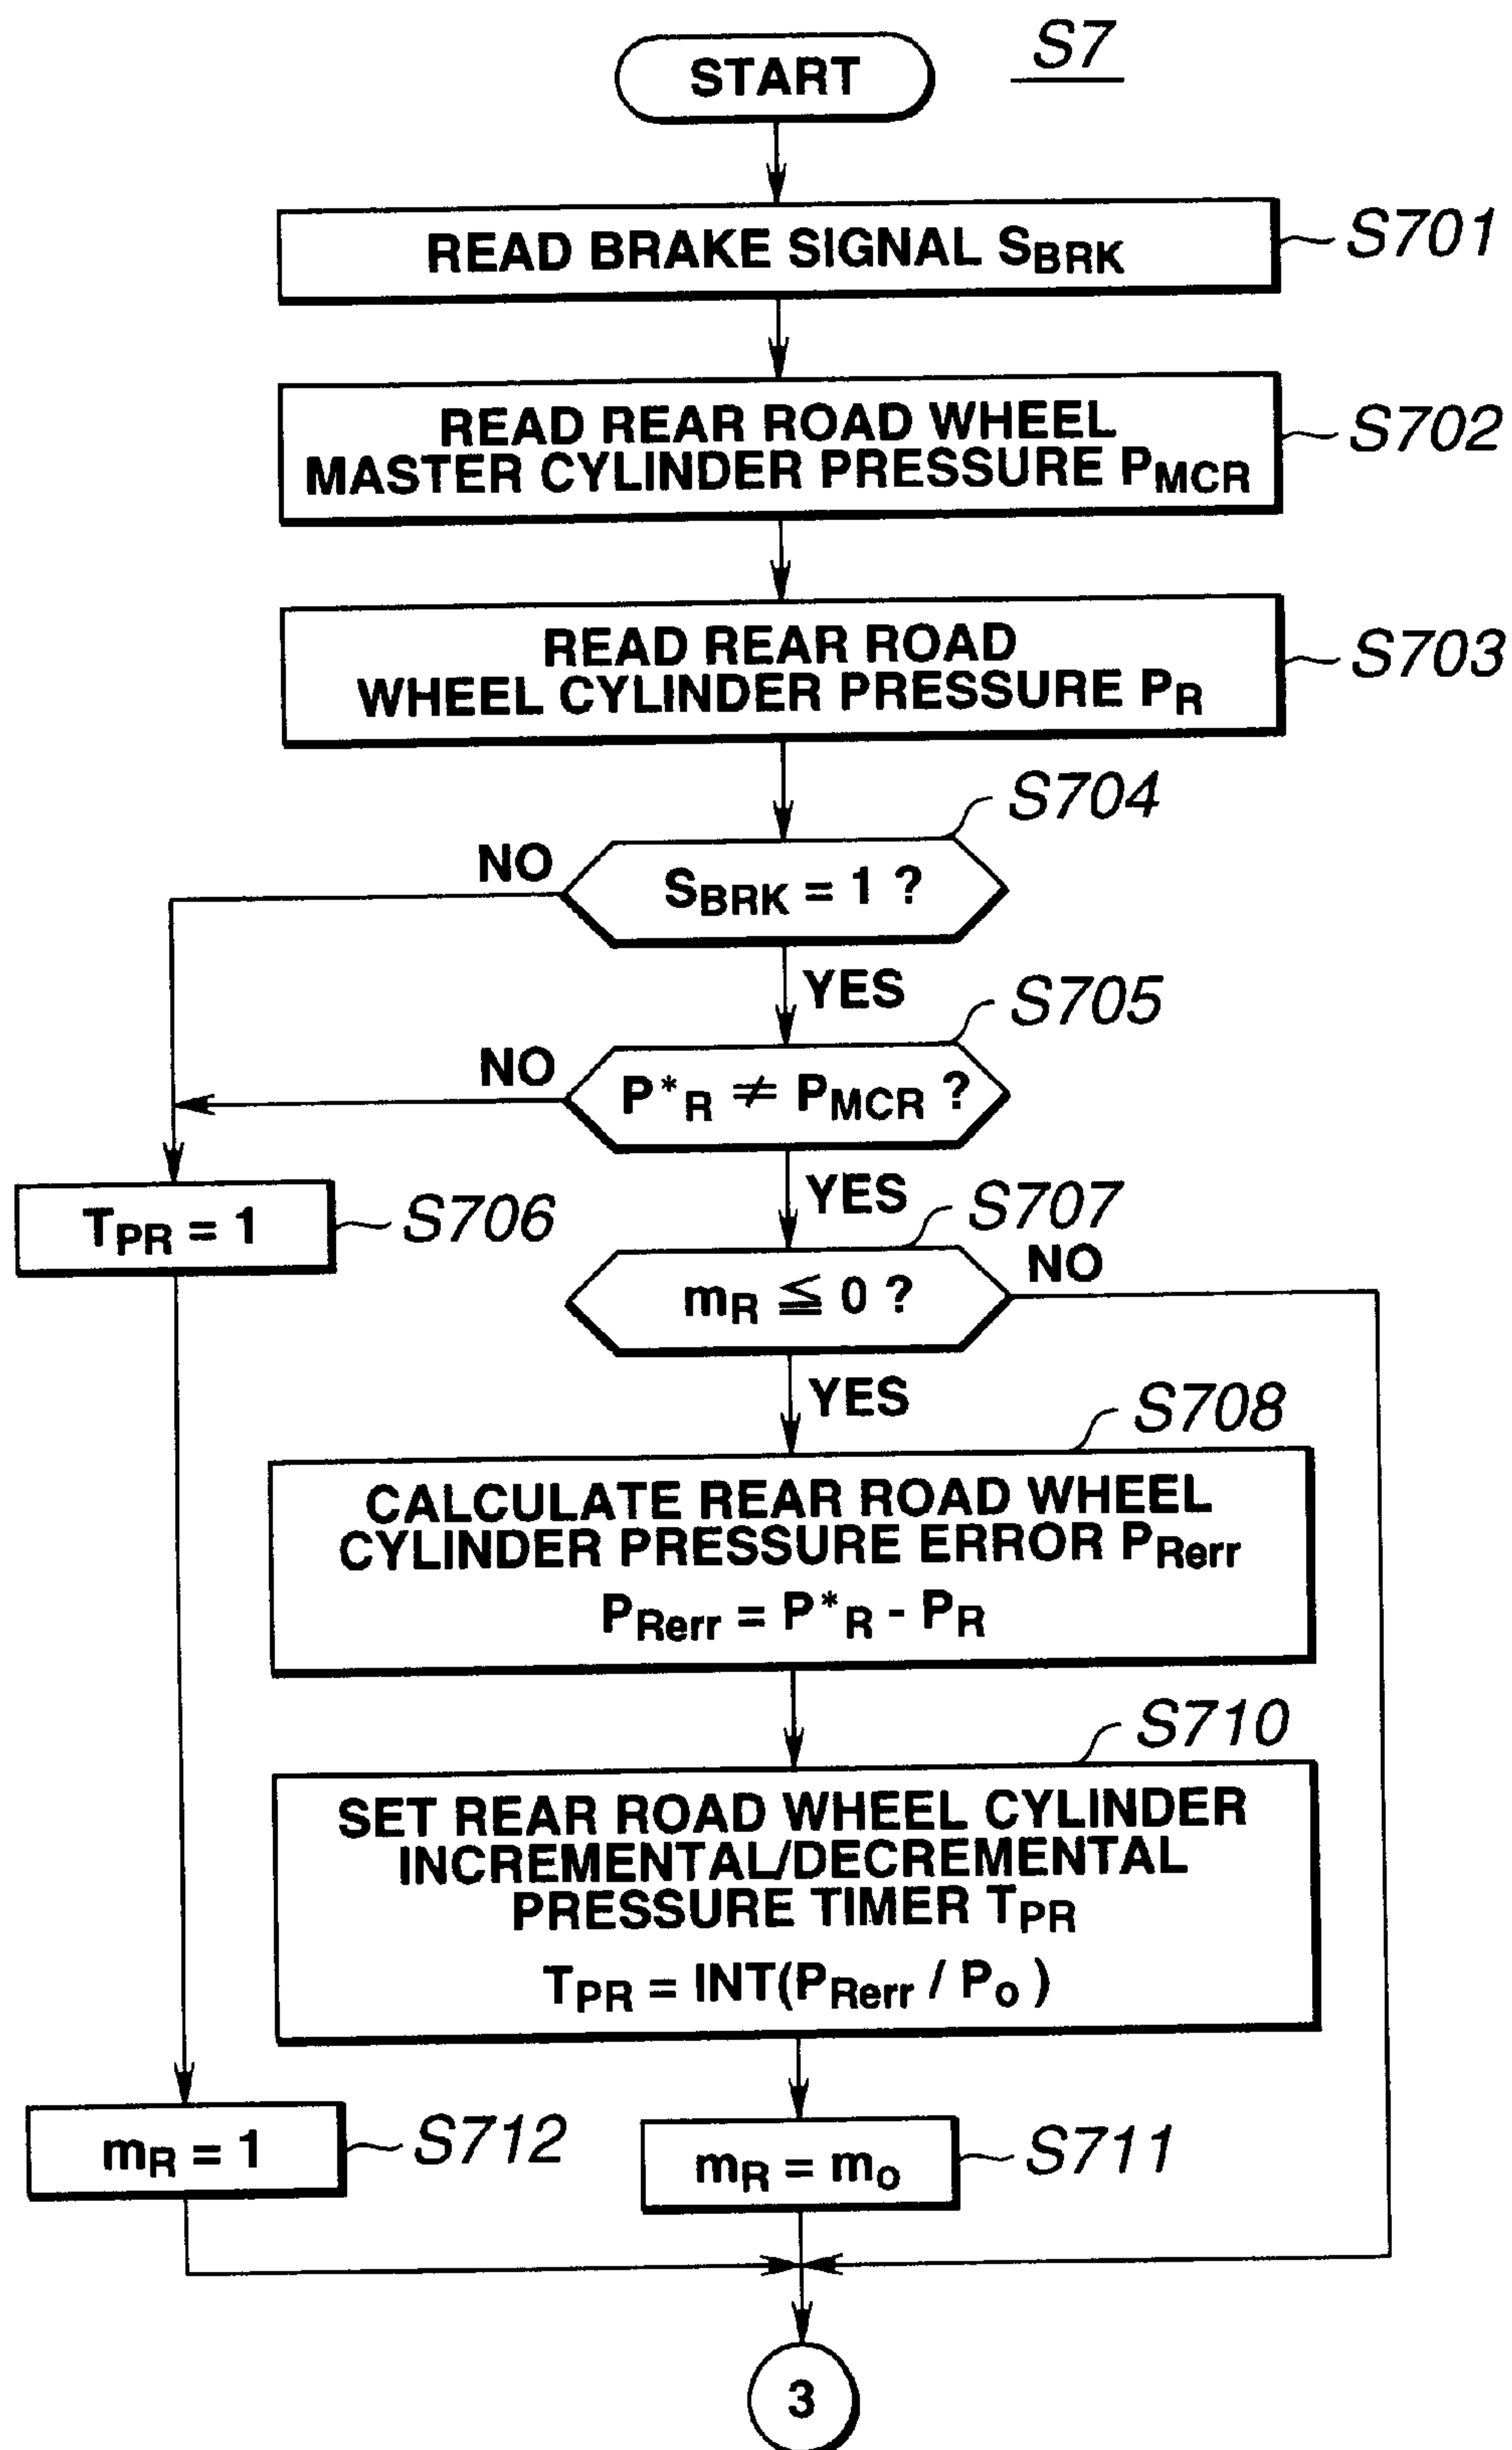 S7
START
READ BRAKE SIGNAL SBRK
S701
READ REAR ROAD WHEEL
MASTER CYLINDER PRESSURE PMCR
S702
READ REAR ROAD
WHEEL CYLINDER PRESSURE PR
S703
S704
NO
SBRK = 1 ?
YES
S705
NO
P*R ≠ PMCR ?
YES
TPR = 1
S706
S707
mR ≦ 0 ?
NO
YES
S708
CALCULATE REAR ROAD WHEEL
CYLINDER PRESSURE ERROR PRerr
PRerr = P*R - PR
S710
SET REAR ROAD WHEEL CYLINDER
INCREMENTAL/DECREMENTAL
PRESSURE TIMER TPR
TPR = INT(PRerr / Po )
mR = 1
S712
mR = mo
S711
3